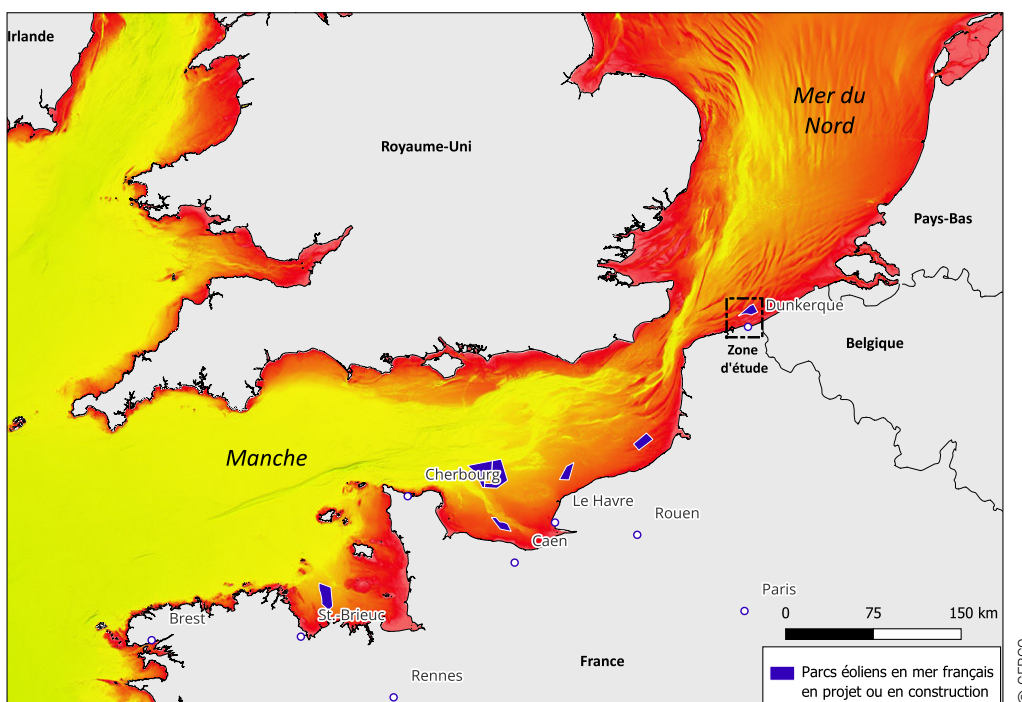 Irlande
Mer du
Nord
Royaume-Uni
Pays-Bas
Dunkerque
Zone
d'étude
Belgique
Manche
Cherbourg
Le Havre
Rouen
Caen
Paris
0 75 150 km
St.-Brieuc
Brest
France
Rennes
Parcs éoliens en mer français
en projet ou en construction